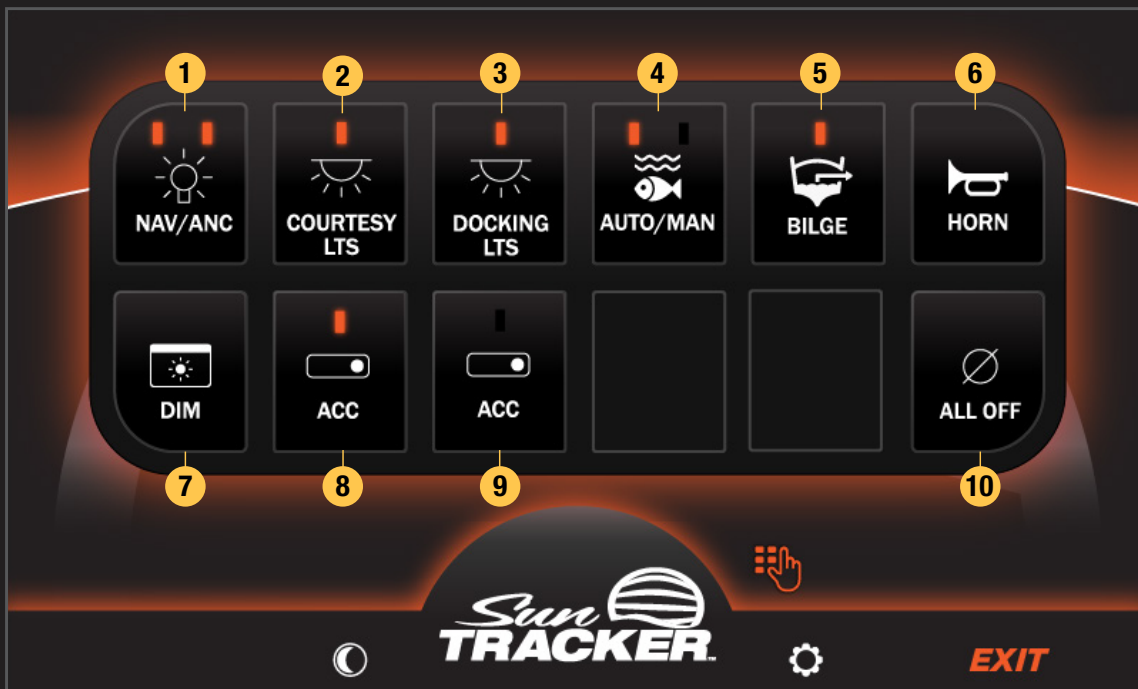 1
2
3
4
5
6
NAV/ANC
COURTESY
LTS
DOCKING
LTS
AUTO/MAN
BILGE
HORN
DIM
ACC
ACC
ALL OFF
7
8
9
10
Sun
TRACKER
EXIT